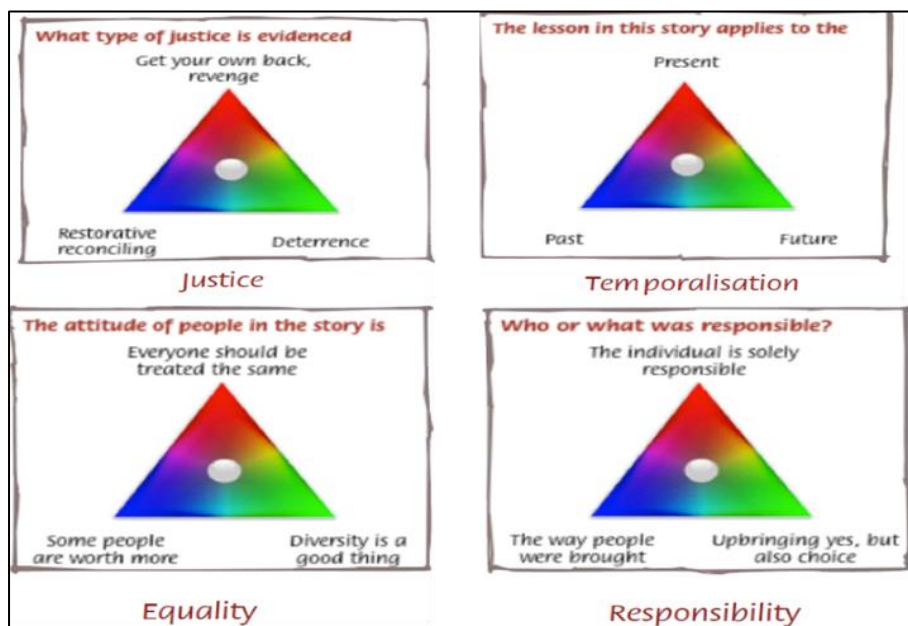 What type of justice is evidenced
Get your own back,
revenge
Restorative
reconciling
Deterrence
Justice
The lesson in this story applies to the
Present
Past
Future
Temporalisation
The attitude of people in the story is
Everyone should be
treated the same
Some people
are worth more
Diversity is a
good thing
Equality
Who or what was responsible?
The individual is solely
responsible
The way people
were brought
Upbringing yes, but
also choice
Responsibility